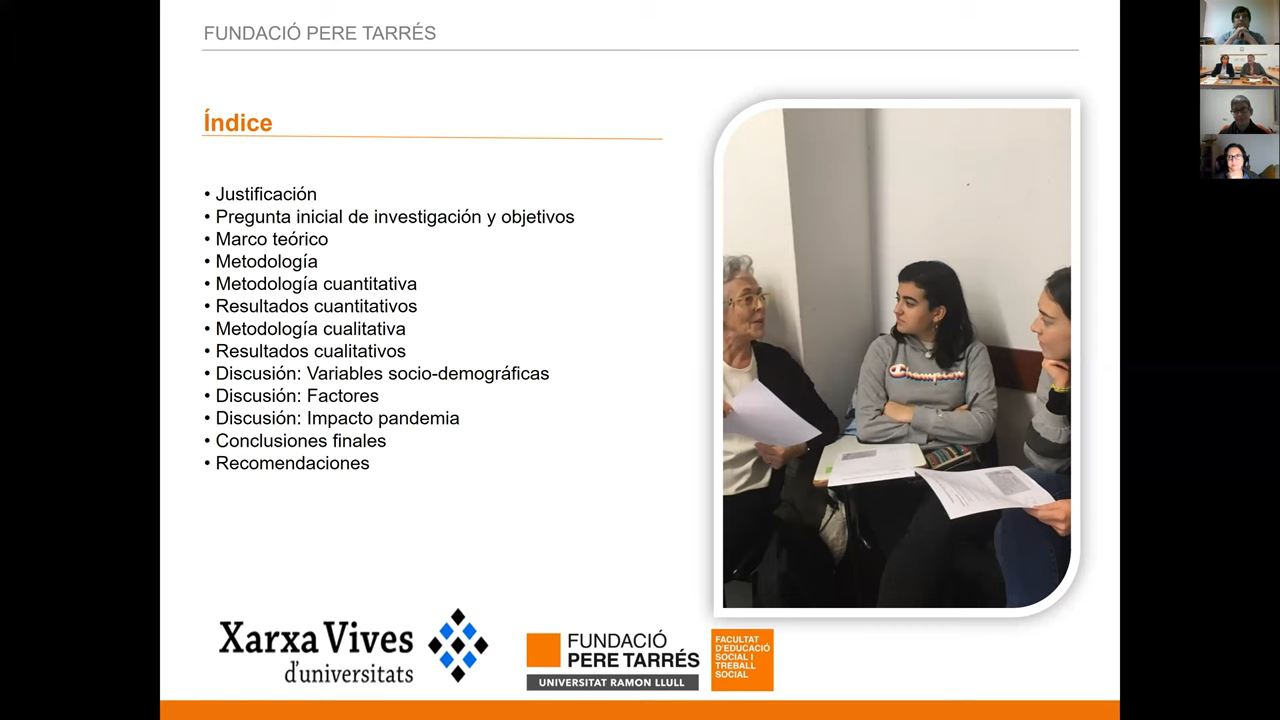 FUNDACIÓ PERE TARRÉS
Índice
• Justificación
• Pregunta inicial de investigación y objetivos
• Marco teórico
• Metodología
• Metodología cuantitativa
• Resultados cuantitativos
• Metodología cualitativa
• Resultados cualitativos
• Discusión: Variables socio-demográficas
• Discusión: Factores
• Discusión: Impacto pandemia
• Conclusiones finales
• Recomendaciones
Champion
Xarxa Vives
d'universitats
FUNDACIÓ
PERE TARRÉS
UNIVERSITAT RAMON LLULL
FACULTAT
D'EDUCACIÓ
SOCIAL I
TREBALL
SOCIAL